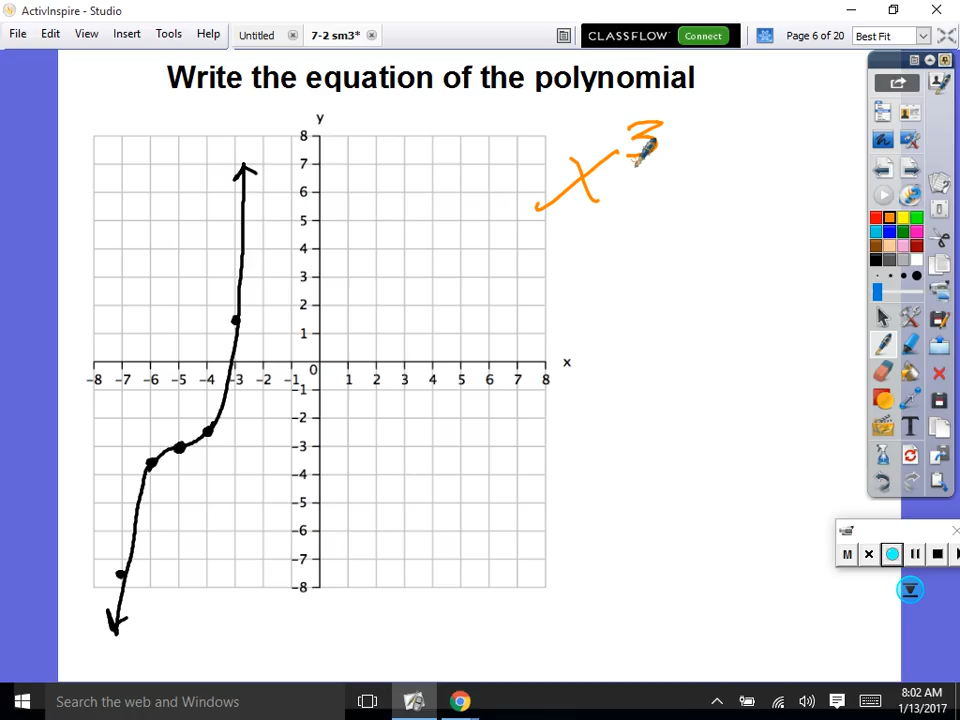 ActivInspire - Studio
File Edit View Insert Tools Help Untitled 7-2 sm3* CLASSFLOW Connect Page 6 of 20 Best Fit
Write the equation of the polynomial
y
x³
8
7
6
5
4
3
2
1
0
x
-8 -7 -6 -5 -4 -3 -2 -1 1 2 3 4 5 6 7 8
-1
-2
-3
-4
-5
-6
-7
-8
T
M
Search the web and Windows
8:02 AM
1/13/2017